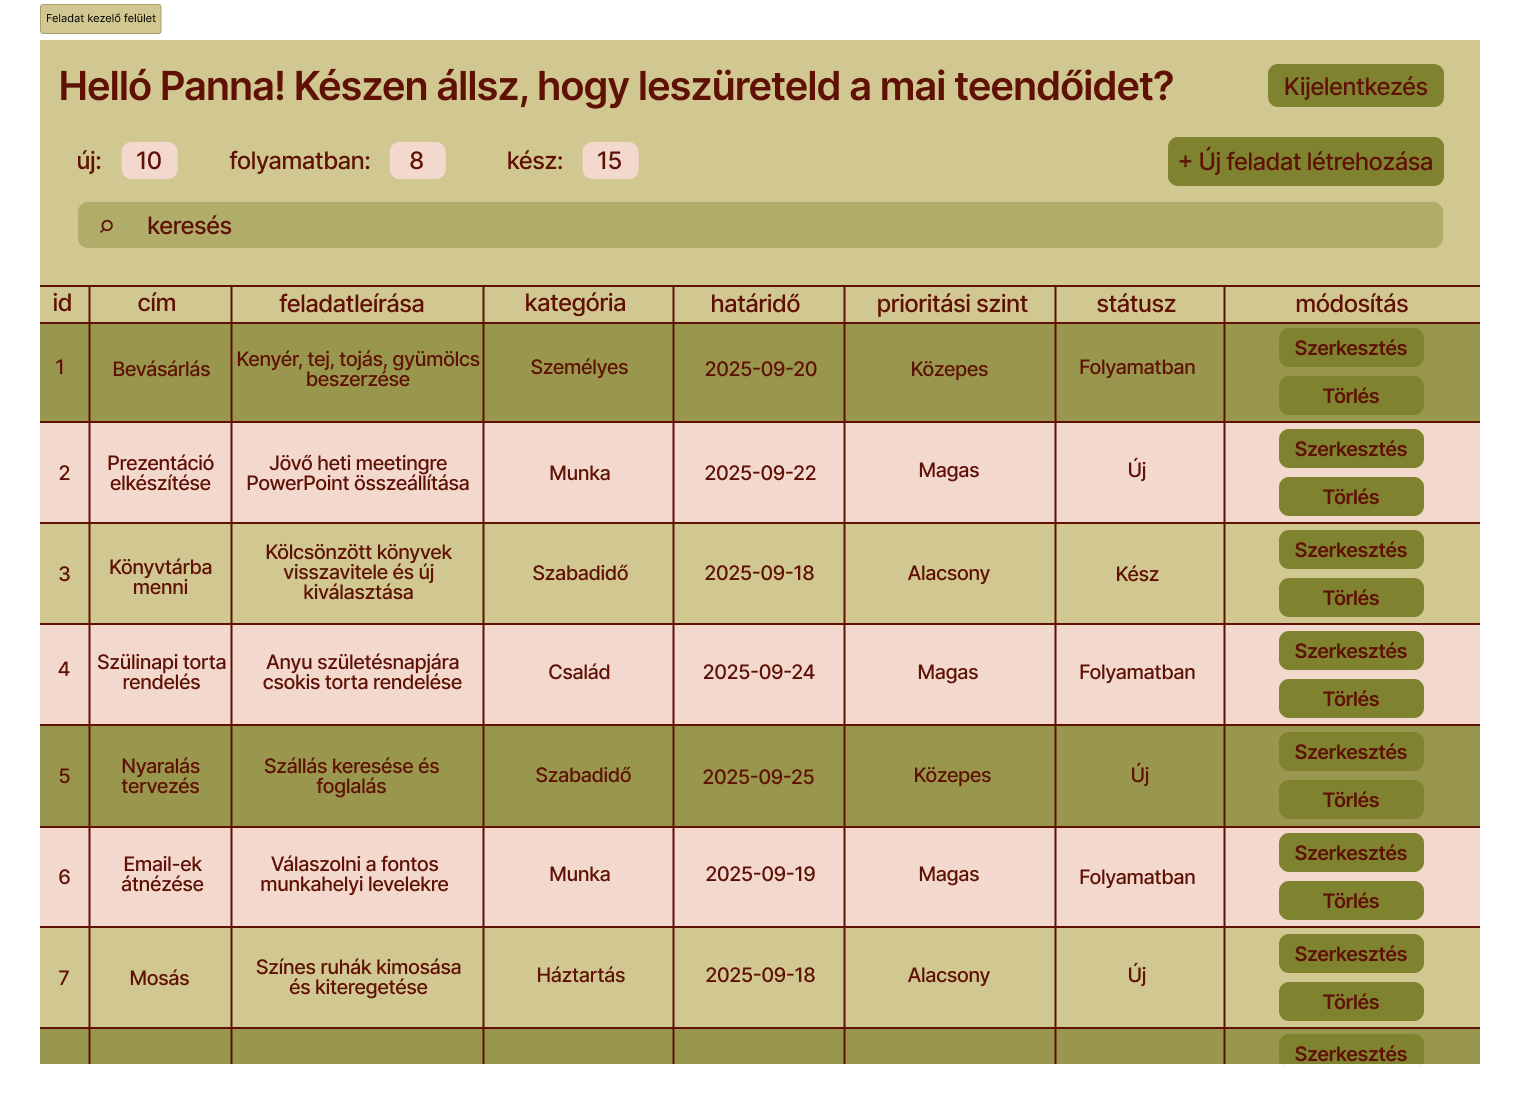 Feladat kezelő felület
Helló Panna! Készen állsz, hogy leszüreteld a mai teendőidet?
Kijelentkezés
új: 10 folyamatban: 8 kész: 15
+ Új feladat létrehozása
keresés
id cím feladatleírása kategória határidő prioritási szint státusz módosítás
1
Bevásárlás
Kenyér, tej, tojás, gyümölcs
beszerzése
Személyes
2025-09-20
Közepes
Folyamatban
Szerkesztés
Törlés
2
Prezentáció
elkészítése
Jövő heti meetingre
PowerPoint összeállítása
Munka
2025-09-22
Magas
Új
Szerkesztés
Törlés
3
Könyvtárba
menni
Kölcsönzött könyvek
visszavitele és új
kiválasztása
Szabadidő
2025-09-18
Alacsony
Kész
Szerkesztés
Törlés
4
Szülinapi torta
rendelés
Anyu születésnapjára
csokis torta rendelése
Család
2025-09-24
Magas
Folyamatban
Szerkesztés
Törlés
5
Nyaralás
tervezés
Szállás keresése és
foglalás
Szabadidő
2025-09-25
Közepes
Új
Szerkesztés
Törlés
6
Email-ek
átnézése
Válaszolni a fontos
munkahelyi levelekre
Munka
2025-09-19
Magas
Folyamatban
Szerkesztés
Törlés
7
Mosás
Színes ruhák kimosása
és kiteregetése
Háztartás
2025-09-18
Alacsony
Új
Szerkesztés
Törlés
Szerkesztés